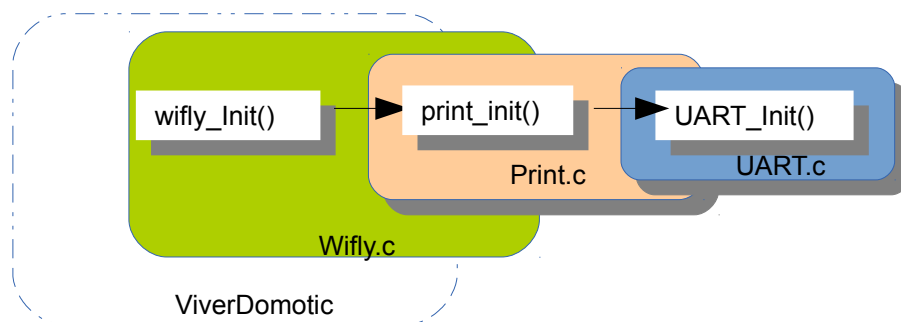 wifly_Init()
print_init()
UART_Init()
UART.c
Print.c
Wifly.c
ViverDomotic